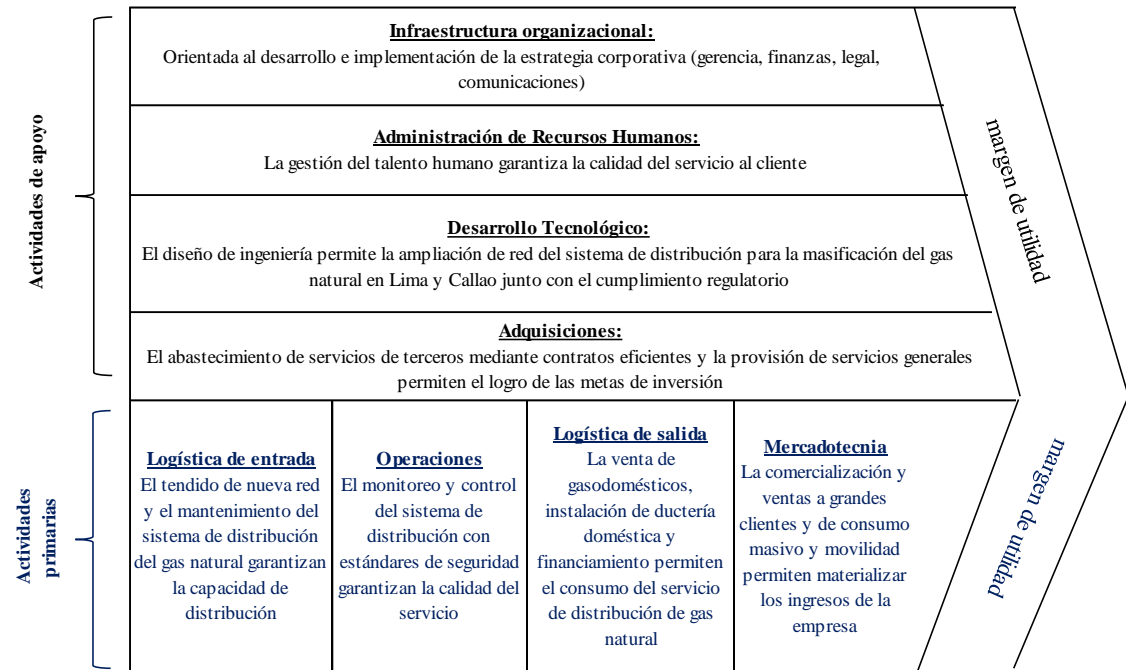 Actividades de apoyo
Infraestructura organizacional:
Orientada al desarrollo e implementación de la estrategia corporativa (gerencia, finanzas, legal,
comunicaciones)
Administración de Recursos Humanos:
La gestión del talento humano garantiza la calidad del servicio al cliente
Desarrollo Tecnológico:
El diseño de ingeniería permite la ampliación de red del sistema de distribución para la masificación del gas
natural en Lima y Callao junto con el cumplimiento regulatorio
Adquisiciones:
El abastecimiento de servicios de terceros mediante contratos eficientes y la provisión de servicios generales
permiten el logro de las metas de inversión
margen de utilidad
Actividades
primarias
Logística de entrada
El tendido de nueva red
y el mantenimiento del
sistema de distribución
del gas natural garantizan
la capacidad de
distribución
Operaciones
El monitoreo y control
del sistema de
distribución con
estándares de seguridad
garantizan la calidad del
servicio
Logística de salida
La venta de
gasodomésticos,
instalación de ductería
doméstica y
financiamiento permiten
el consumo del servicio
de distribución de gas
natural
Mercadotecnia
La comercialización y
ventas a grandes
clientes y de consumo
masivo y movilidad
permiten materializar
los ingresos de la
empresa
margen de utilidad